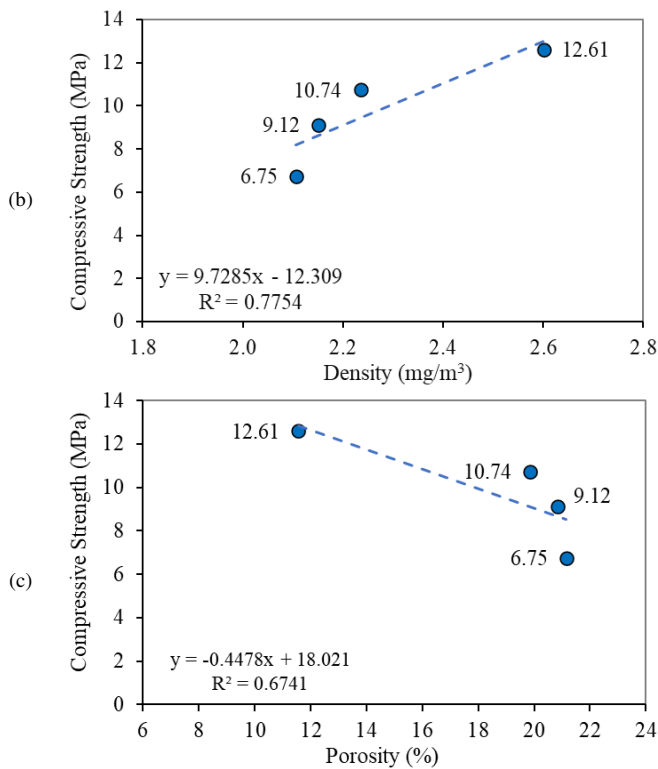 (b)
Compressive Strength (MPa)
14
12
10
8
6
4
2
0
12.61
10.74
9.12
6.75
y = 9.7285x - 12.309
R² = 0.7754
1.8 2.0 2.2 2.4 2.6 2.8
Density (mg/m³)
(c)
Compressive Strength (MPa)
14
12
10
8
6
4
2
0
12.61
10.74
9.12
6.75
y = -0.4478x + 18.021
R² = 0.6741
6 8 10 12 14 16 18 20 22 24
Porosity (%)